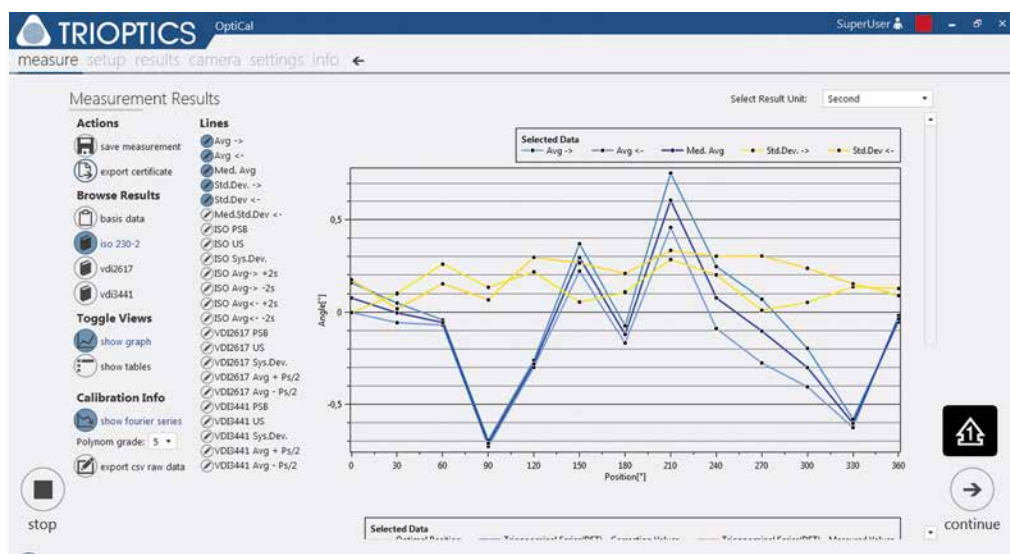 TRIOPTICS
OptiCal
SuperUser
measure setup results camera settings info
Measurement Results
Select Result Unit: Second
Actions
save measurement
export certificate
Browse Results
basis data
iso 230-2
vdi2617
vdi3441
Toggle Views
show graph
show tables
Calibration Info
show fourier series
Polynom grade: 5
export csv raw data
stop
Lines
Avg ->
Avg <-
Med. Avg
Std.Dev. ->
Std.Dev <-
Med.Std.Dev <-
ISO PSB
ISO US
ISO Sys.Dev.
ISO Avg-> +2s
ISO Avg-> -2s
ISO Avg<- +2s
ISO Avg<- -2s
VDI2617 PSB
VDI2617 US
VDI2617 Sys.Dev.
VDI2617 Avg + Ps/2
VDI2617 Avg - Ps/2
VDI3441 PSB
VDI3441 US
VDI3441 Sys.Dev.
VDI3441 Avg + Ps/2
VDI3441 Avg - Ps/2
Selected Data
Avg -> Avg <- Med. Avg Std.Dev. -> Std.Dev <-
0,5
0
-0,5
Angle["]
0 30 60 90 120 150 180 210 240 270 300 330 360
Position[°]
1
continue
Selected Data